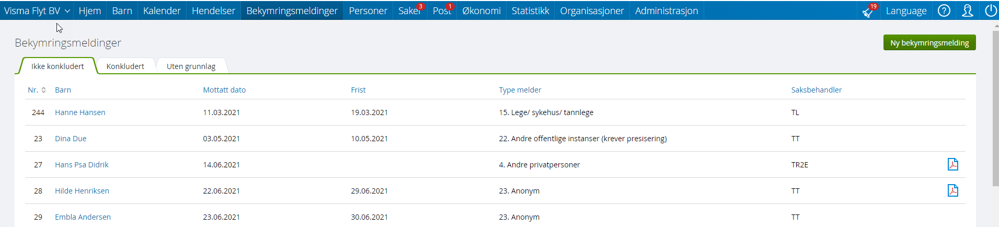 Visma Flyt BV Hjem Barn Kalender Hendelser Bekymringsmeldinger Personer Saker 3 Post 1 Økonomi Statistikk Organisasjoner Administrasjon 19 Language ?
Bekymringsmeldinger Ny bekymringsmelding
Ikke konkludert Konkludert Uten grunnlag
Nr. Barn Mottatt dato Frist Type melder Saksbehandler
244 Hanne Hansen 11.03.2021 19.03.2021 15. Lege/ sykehus/ tannlege TL
23 Dina Due 03.05.2021 10.05.2021 22. Andre offentlige instanser (krever presisering) TT
27 Hans Psa Didrik 14.06.2021 4. Andre privatpersoner TR2E
28 Hilde Henriksen 22.06.2021 29.06.2021 23. Anonym TT
29 Embla Andersen 23.06.2021 30.06.2021 23. Anonym TT